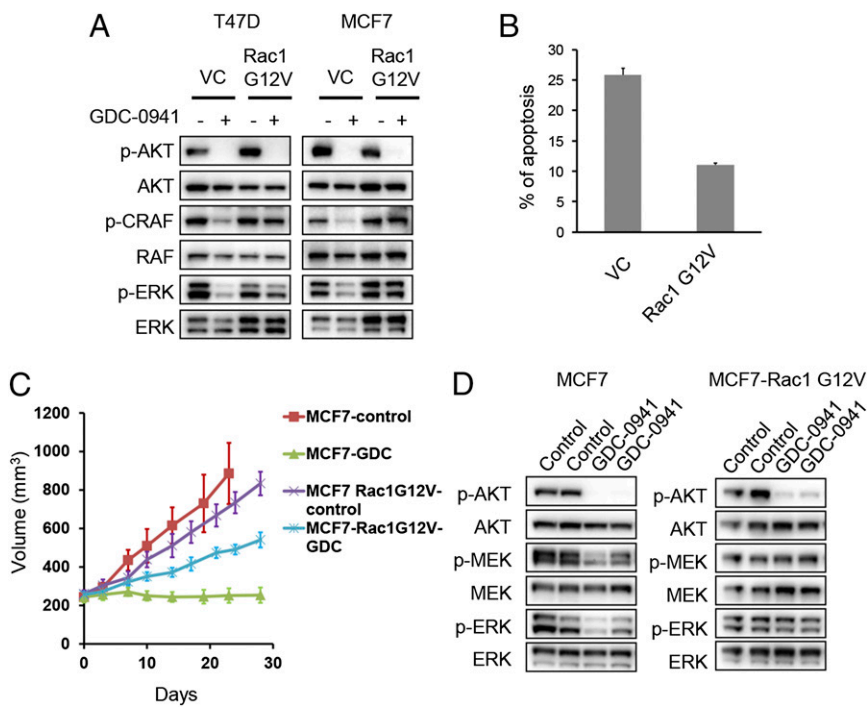 A
T47D MCF7
VC Rac1 G12V VC Rac1 G12V
GDC-0941 - + - + - + - +
p-AKT
AKT
p-CRAF
RAF
p-ERK
ERK
B
% of apoptosis
30
25
20
15
10
5
0
VC Rac1 G12V
C
Volume (mm³)
1200
1000
800
600
400
200
0
0 10 20 30
Days
MCF7-control
MCF7-GDC
MCF7 Rac1G12V-
control
MCF7-Rac1G12V-
GDC
D
MCF7 MCF7-Rac1 G12V
Control Control GDC-0941 GDC-0941 Control Control GDC-0941 GDC-0941
p-AKT p-AKT
AKT AKT
p-MEK p-MEK
MEK MEK
p-ERK p-ERK
ERK ERK